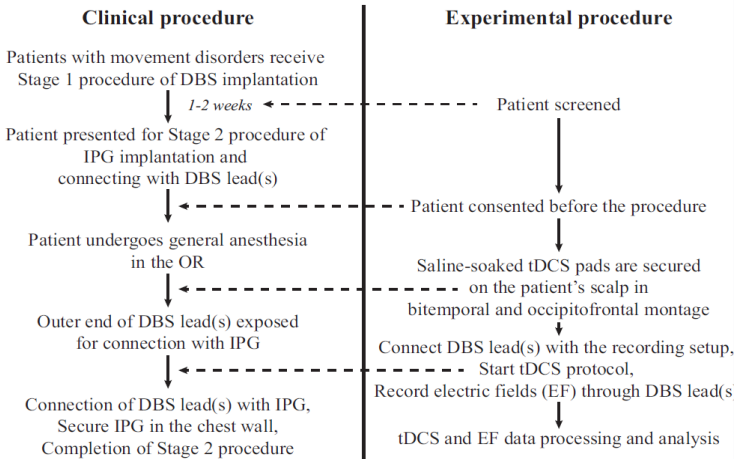 Clinical procedure
Patients with movement disorders receive
Stage 1 procedure of DBS implantation
1-2 weeks
Patient presented for Stage 2 procedure of
IPG implantation and
connecting with DBS lead(s)
Patient undergoes general anesthesia
in the OR
Outer end of DBS lead(s) exposed
for connection with IPG
Connection of DBS lead(s) with IPG,
Secure IPG in the chest wall,
Completion of Stage 2 procedure
Experimental procedure
Patient screened
Patient consented before the procedure
Saline-soaked tDCS pads are secured
on the patient's scalp in
bitemporal and occipitofrontal montage
Connect DBS lead(s) with the recording setup,
Start tDCS protocol,
Record electric fields (EF) through DBS lead(s
tDCS and EF data processing and analysis